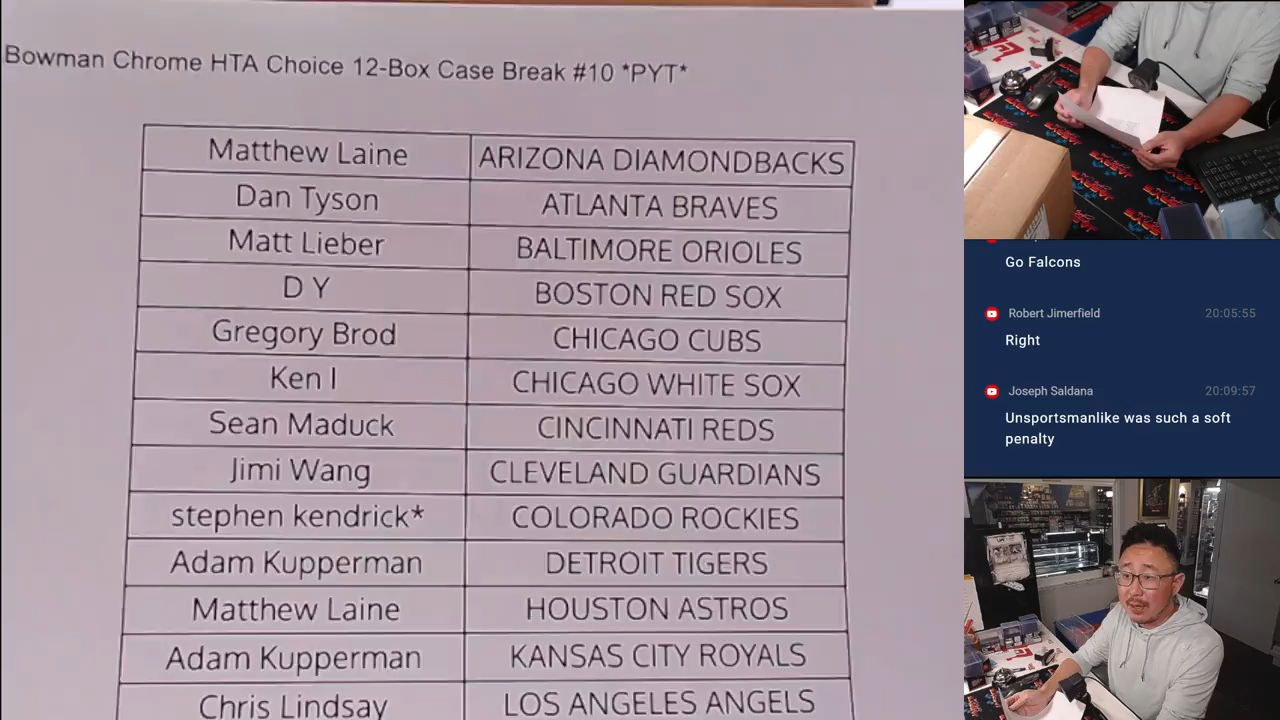 Bowman Chrome HTA Choice 12-Box Case Break #10 *PYT*
Matthew Laine ARIZONA DIAMONDBACKS
Dan Tyson ATLANTA BRAVES
Matt Lieber BALTIMORE ORIOLES
D Y BOSTON RED SOX
Gregory Brod CHICAGO CUBS
Ken I CHICAGO WHITE SOX
Sean Maduck CINCINNATI REDS
Jimi Wang CLEVELAND GUARDIANS
stephen kendrick* COLORADO ROCKIES
Adam Kupperman DETROIT TIGERS
Matthew Laine HOUSTON ASTROS
Adam Kupperman KANSAS CITY ROYALS
Chris Lindsay LOS ANGELES ANGELS
Go Falcons
Robert Jimerfield 20:05:55
Right
Joseph Saldana 20:09:57
Unsportsmanlike was such a soft
penalty